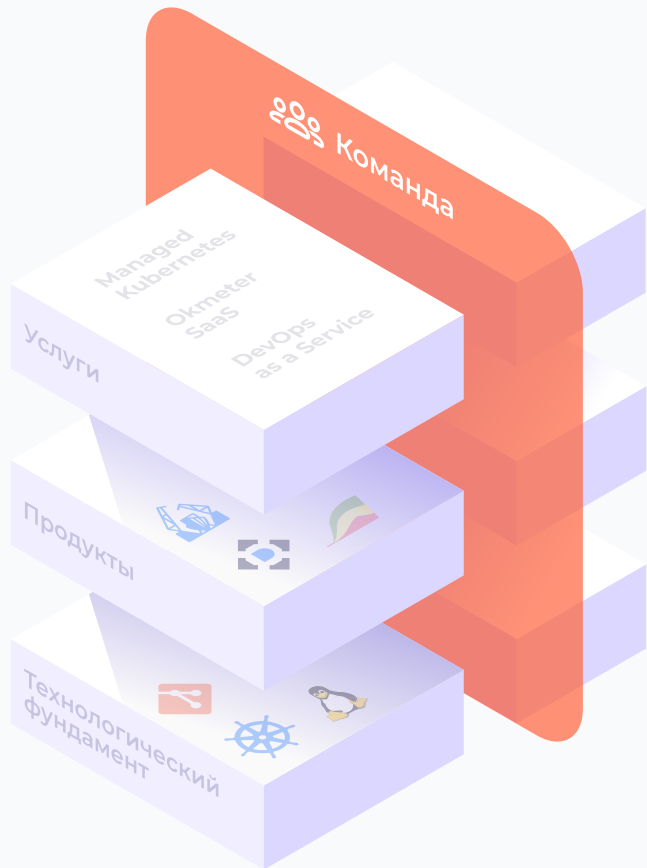 Команда
Managed
Kubernetes
Okmeter
SaaS
DevOps
as a Service
Услуги
Продукты
Технологический
фундамент